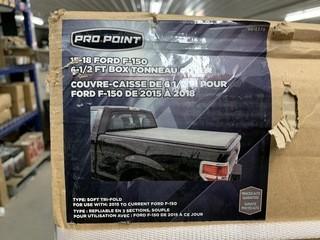 PRO POINT
15-18 FORD F-150
6-1/2 FT BOX TONNEAU COVER
COUVRE-CAISSE DE 6 1/2 PI POUR
FORD F-150 DE 2015 À 2018
TYPE: SOFT TRI-FOLD
FOR USE WITH: 2015 TO CURRENT FORD F-150
TYPE : REPLIABLE EN 3 SECTIONS, SOUPLE
POUR UTILISATION AVEC : FORD F-150 DE 2015 À CE JOUR